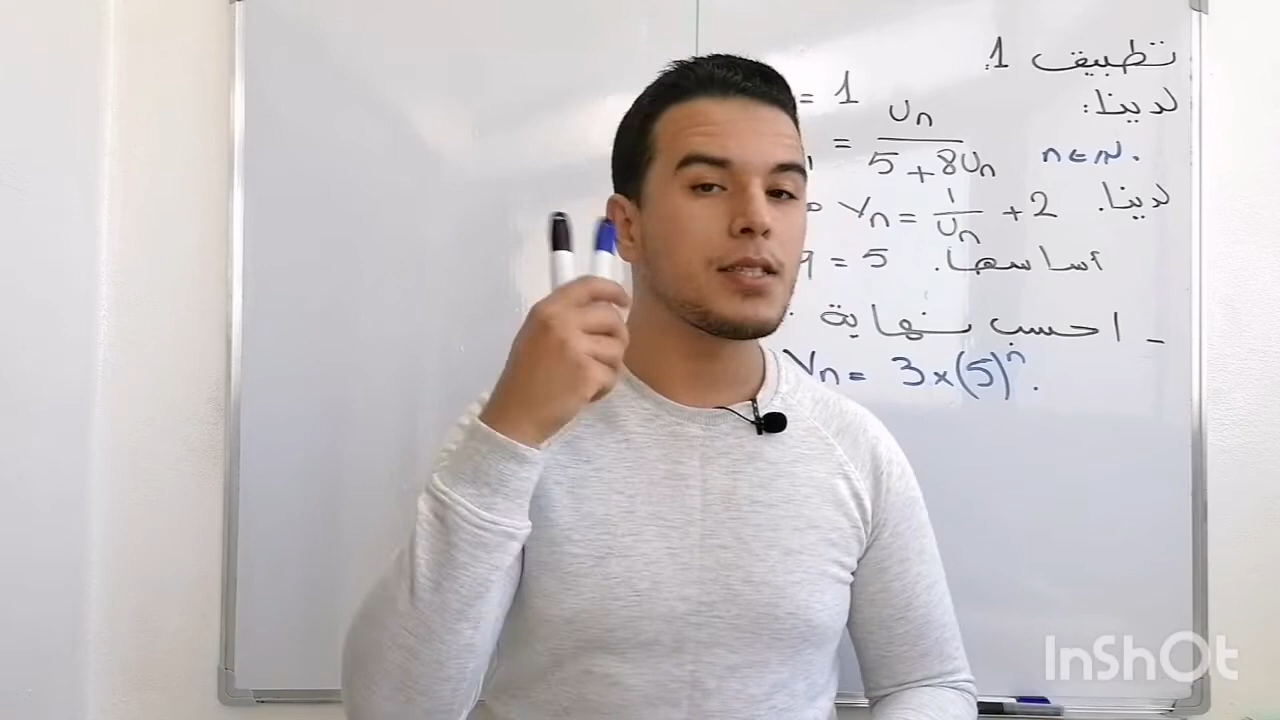 تطبيق 1.
لدينا: = 1
= Un / 5 + 8Un n ∈ N.
لدينا. Vn = 1/Un + 2
أساسها. q = 5
- احسب نهاية
Vn = 3 × (5)^n.
InShOt